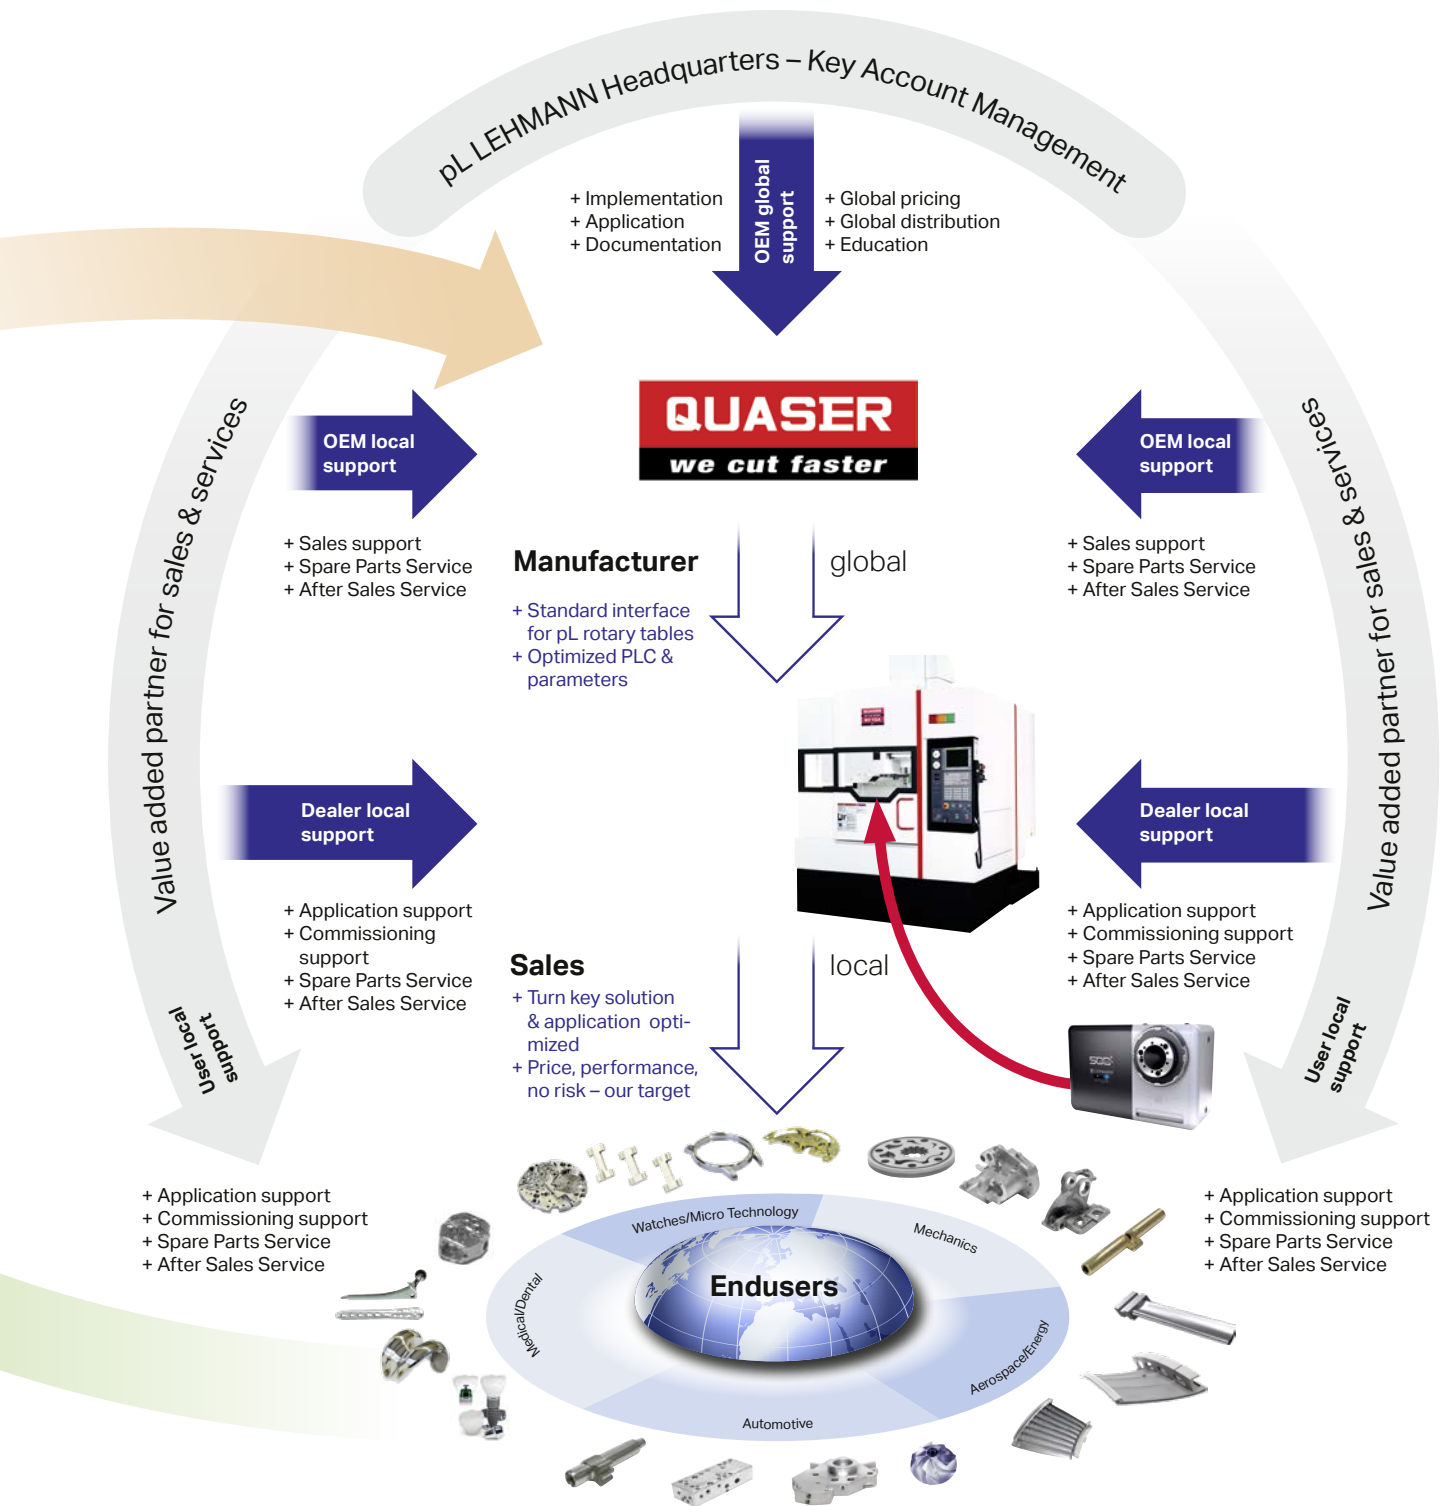 pL LEHMANN Headquarters – Key Account Management
+ Implementation
+ Application
+ Documentation
OEM global
support
+ Global pricing
+ Global distribution
+ Education
QUASER
we cut faster
Value added partner for sales & services
OEM local
support
+ Sales support
+ Spare Parts Service
+ After Sales Service
Manufacturer
global
+ Standard interface
for pL rotary tables
+ Optimized PLC &
parameters
OEM local
support
+ Sales support
+ Spare Parts Service
+ After Sales Service
Value added partner for sales & services
QUASER
Dealer local
support
+ Application support
+ Commissioning
support
+ Spare Parts Service
+ After Sales Service
Dealer local
support
+ Application support
+ Commissioning support
+ Spare Parts Service
+ After Sales Service
Sales
local
+ Turn key solution
& application opti-
mized
+ Price, performance,
no risk – our target
User local
support
User local
support
+ Application support
+ Commissioning support
+ Spare Parts Service
+ After Sales Service
+ Application support
+ Commissioning support
+ Spare Parts Service
+ After Sales Service
Watches/Micro Technology
Mechanics
Medical/Dental
Endusers
Aerospace/Energy
Automotive